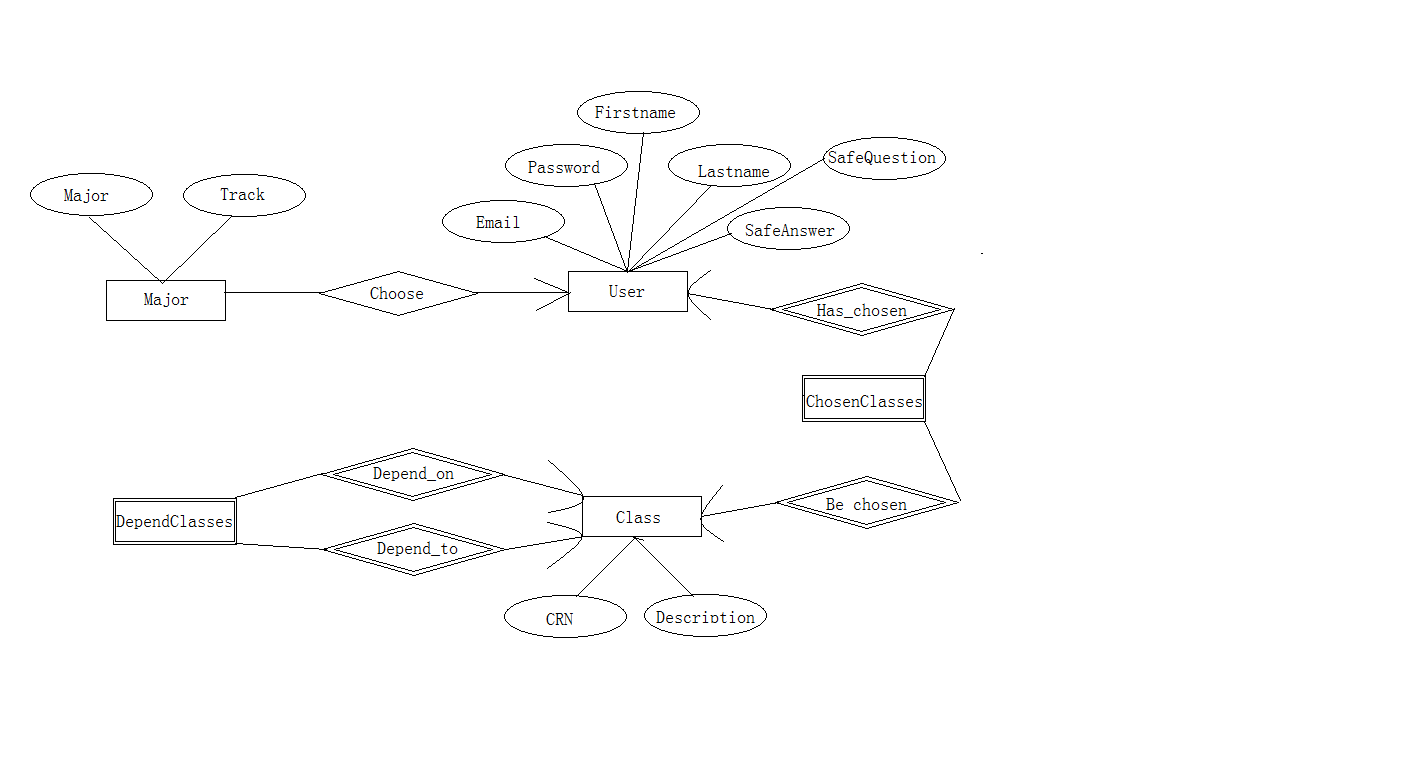 Firstname
Password
Lastname
SafeQuestion
Major
Track
Email
SafeAnswer
Major
Choose
User
Has_chosen
ChosenClasses
Depend_on
DependClasses
Class
Be chosen
Depend_to
CRN
Description